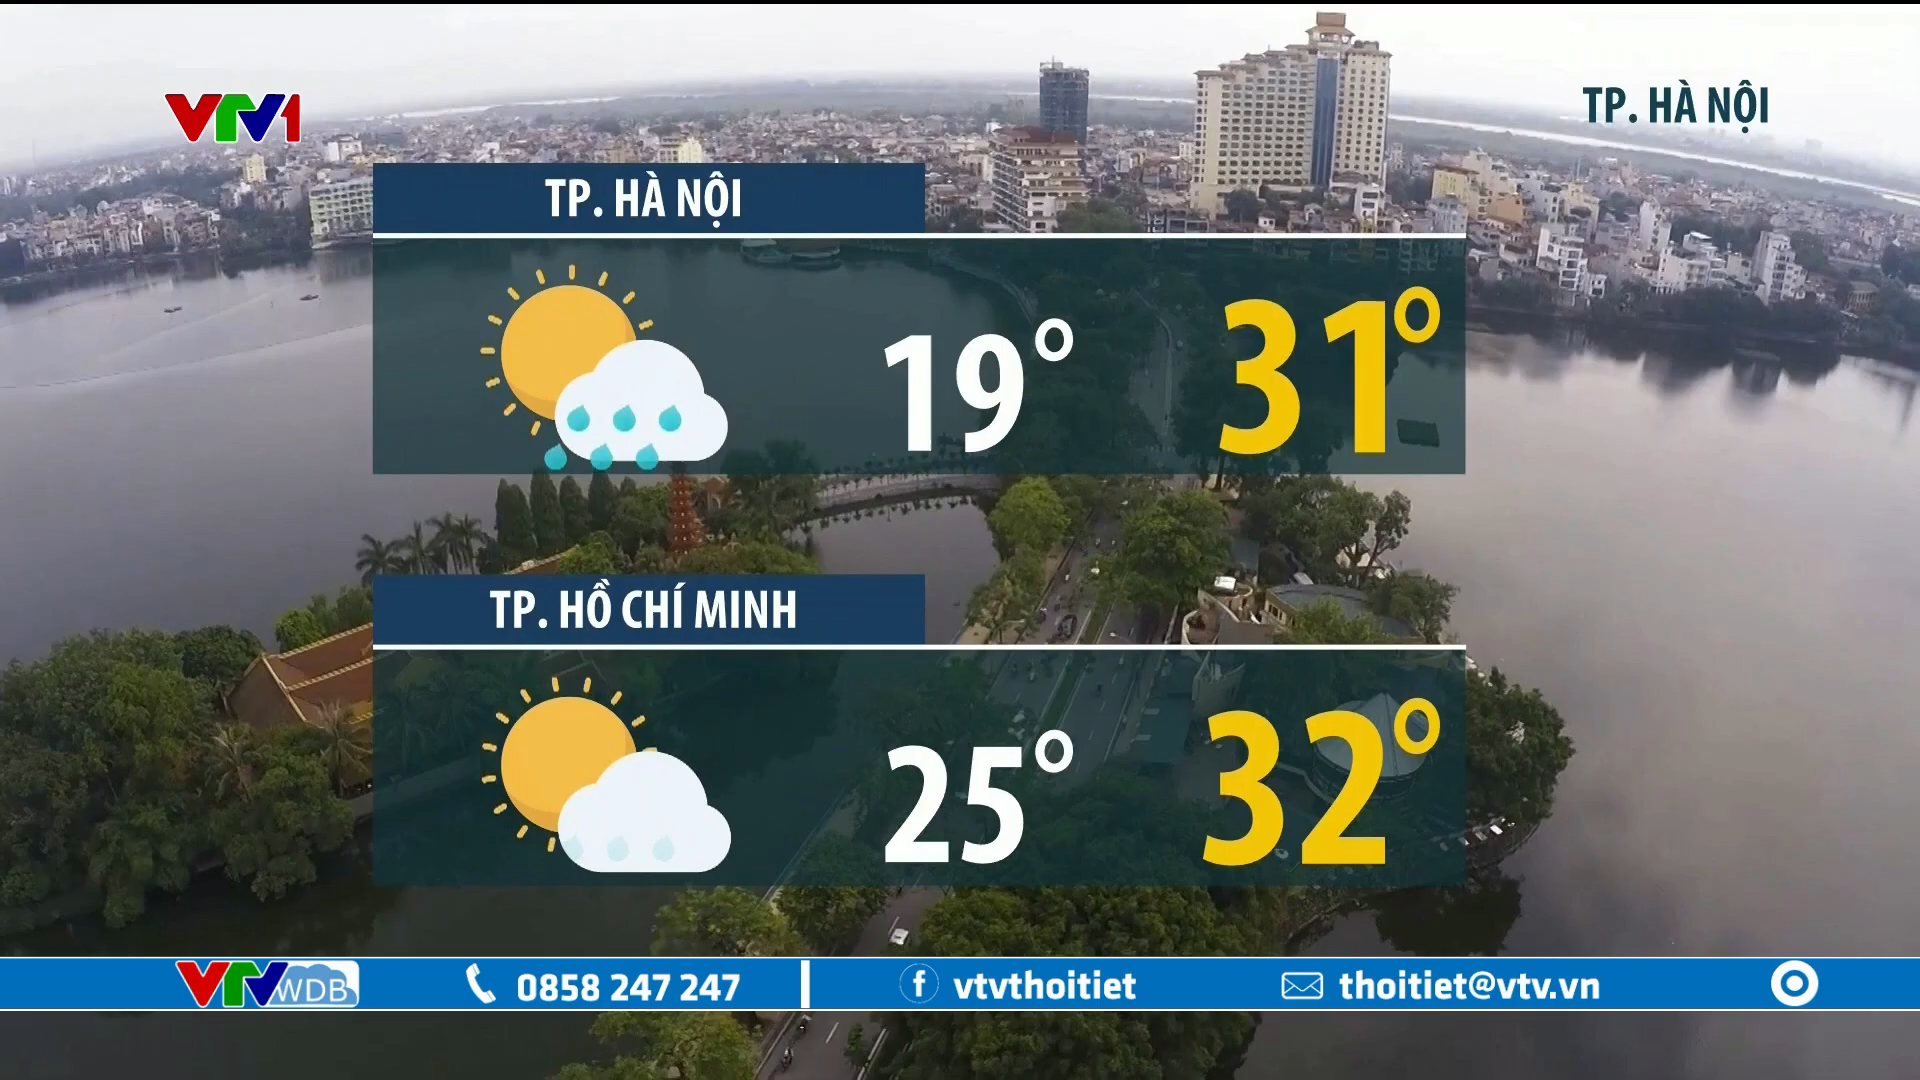 VTV1
TP. HÀ NỘI
TP. HÀ NỘI
19° 31°
TP. HỒ CHÍ MINH
25° 32°
VTV WDB 0858 247 247 vtvthoitiet thoitiet@vtv.vn